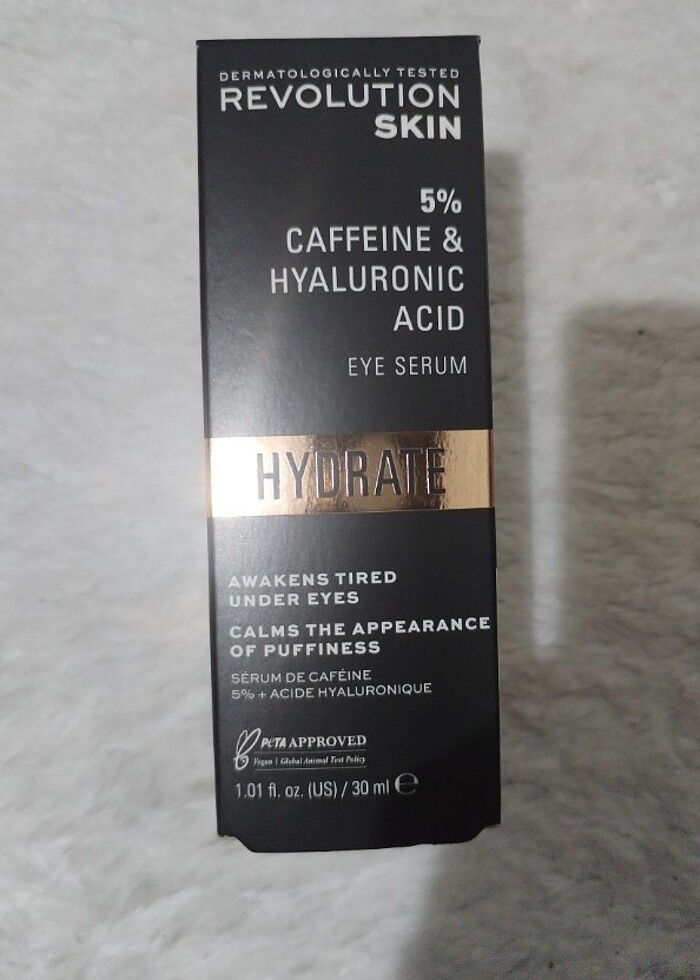 DERMATOLOGICALLY TESTED
REVOLUTION
SKIN
5%
CAFFEINE &
HYALURONIC
ACID
EYE SERUM
HYDRATE
AWAKENS TIRED
UNDER EYES
CALMS THE APPEARANCE
OF PUFFINESS
SÉRUM DE CAFÉINE
5% + ACIDE HYALURONIQUE
PETA APPROVED
Vegan | Global Animal Test Policy
1.01 fl. oz. (US) / 30 ml ℮